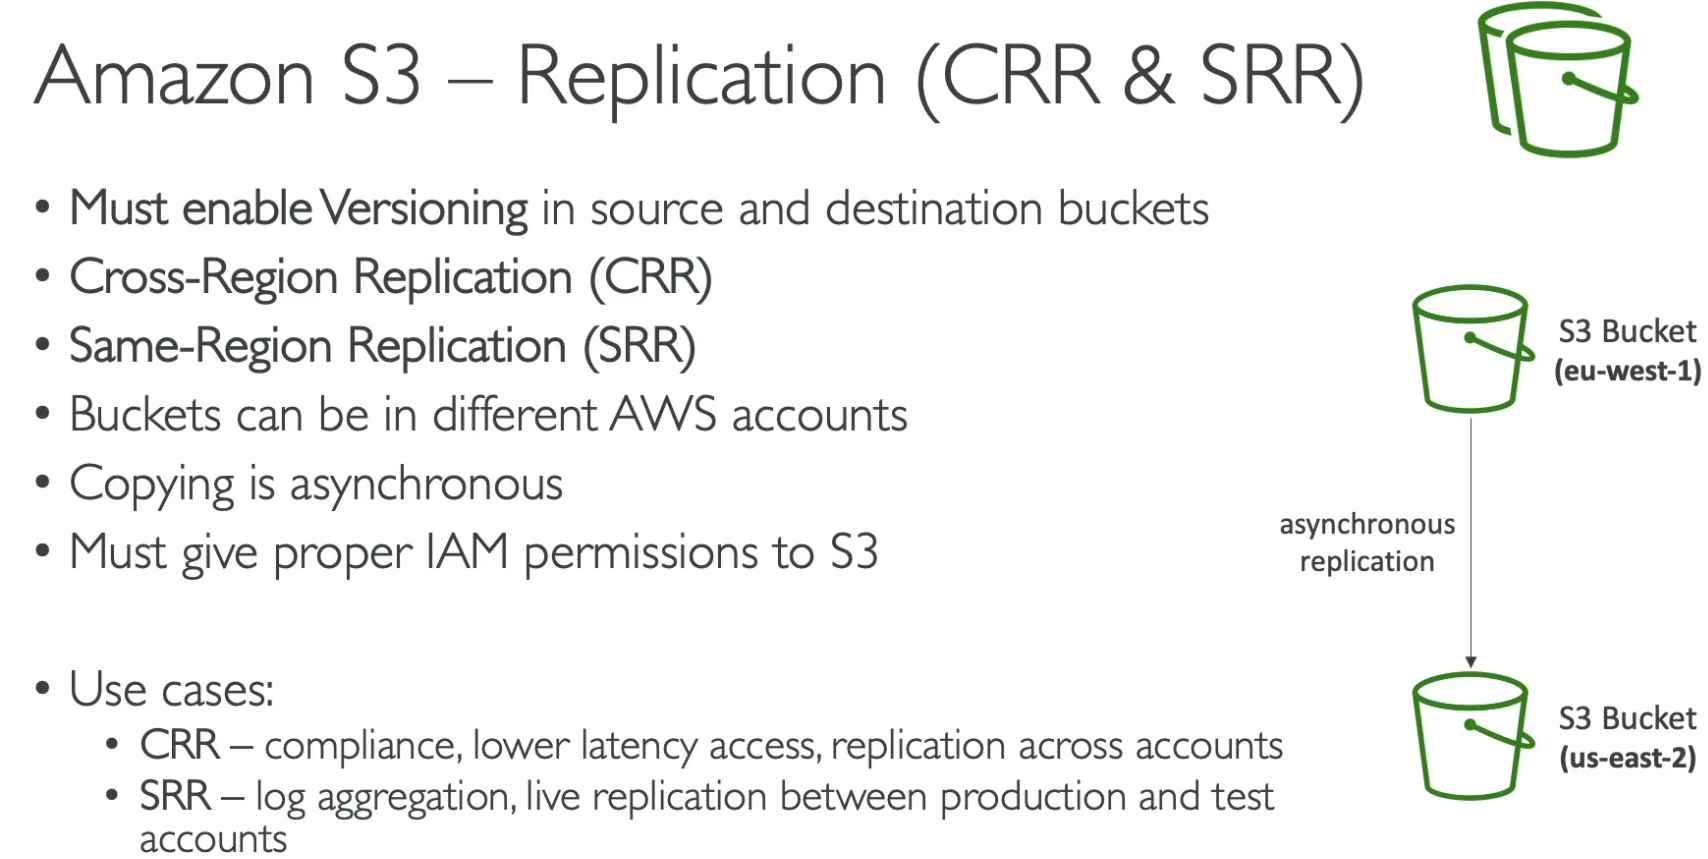 Amazon S3 – Replication (CRR & SRR)
• Must enable Versioning in source and destination buckets
• Cross-Region Replication (CRR)
• Same-Region Replication (SRR)
• Buckets can be in different AWS accounts
• Copying is asynchronous
• Must give proper IAM permissions to S3
• Use cases:
• CRR – compliance, lower latency access, replication across accounts
• SRR – log aggregation, live replication between production and test
accounts
S3 Bucket
(eu-west-1)
asynchronous
replication
S3 Bucket
(us-east-2)